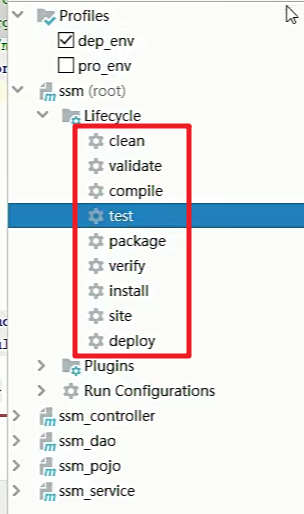 Profiles
dep_env
pro_env
ssm (root)
Lifecycle
clean
validate
compile
test
package
verify
install
site
deploy
Plugins
Run Configurations
ssm_controller
ssm_dao
ssm_pojo
ssm_service